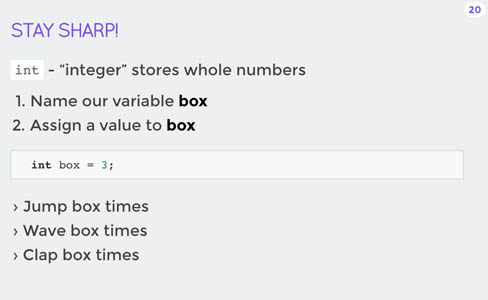 20
STAY SHARP!
int - “integer” stores whole numbers
1. Name our variable box
2. Assign a value to box
int box = 3;
› Jump box times
› Wave box times
› Clap box times